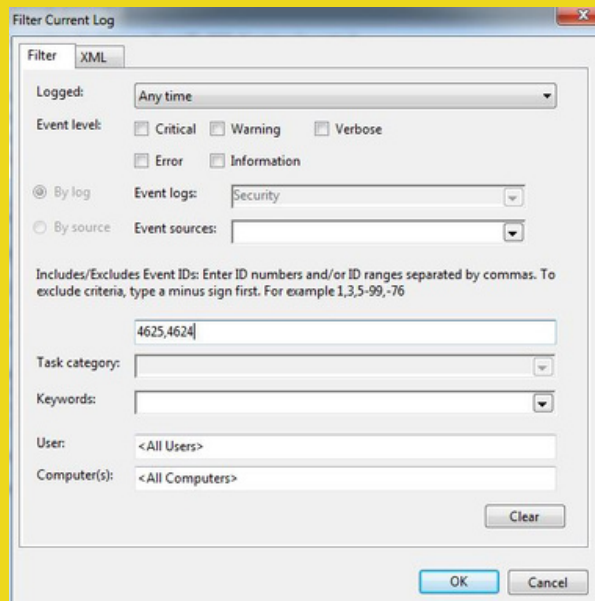 Filter Current Log
Filter XML
Logged: Any time
Event level: Critical Warning Verbose
Error Information
By log Event logs: Security
By source Event sources:
Includes/Excludes Event IDs: Enter ID numbers and/or ID ranges separated by commas. To
exclude criteria, type a minus sign first. For example 1,3,5-99,-76
4625,4624
Task category:
Keywords:
User: <All Users>
Computer(s): <All Computers>
Clear
OK Cancel